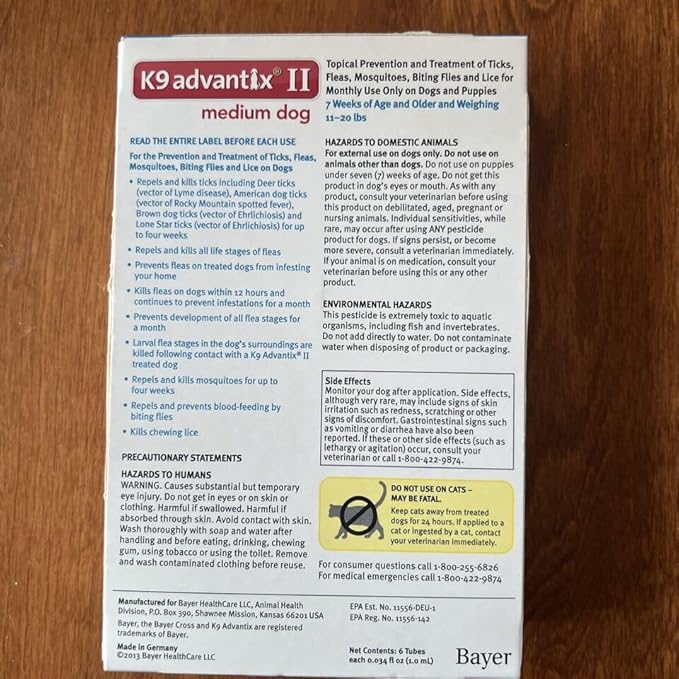 K9 advantix® II
medium dog
Topical Prevention and Treatment of Ticks,
Fleas, Mosquitoes, Biting Flies and Lice for
Monthly Use Only on Dogs and Puppies
7 Weeks of Age and Older and Weighing
11–20 lbs
READ THE ENTIRE LABEL BEFORE EACH USE
For the Prevention and Treatment of Ticks, Fleas,
Mosquitoes, Biting Flies and Lice on Dogs
• Repels and kills ticks including Deer ticks
(vector of Lyme disease), American dog ticks
(vector of Rocky Mountain spotted fever),
Brown dog ticks (vector of Ehrlichiosis) and
Lone Star ticks (vector of Ehrlichiosis) for up
to four weeks
• Repels and kills all life stages of fleas
• Prevents fleas on treated dogs from infesting
your home
• Kills fleas on dogs within 12 hours and
continues to prevent infestations for a month
• Prevents development of all flea stages for
a month
• Larval flea stages in the dog's surroundings are
killed following contact with a K9 Advantix® II
treated dog
• Repels and kills mosquitoes for up to
four weeks
• Repels and prevents blood-feeding by
biting flies
• Kills chewing lice
PRECAUTIONARY STATEMENTS
HAZARDS TO HUMANS
WARNING. Causes substantial but temporary
eye injury. Do not get in eyes or on skin or
clothing. Harmful if swallowed. Harmful if
absorbed through skin. Avoid contact with skin.
Wash thoroughly with soap and water after
handling and before eating, drinking, chewing
gum, using tobacco or using the toilet. Remove
and wash contaminated clothing before reuse.
HAZARDS TO DOMESTIC ANIMALS
For external use on dogs only. Do not use on
animals other than dogs. Do not use on puppies
under seven (7) weeks of age. Do not get this
product in dog's eyes or mouth. As with any
product, consult your veterinarian before using
this product on debilitated, aged, pregnant or
nursing animals. Individual sensitivities, while
rare, may occur after using ANY pesticide
product for dogs. If signs persist, or become
more severe, consult a veterinarian immediately.
If your animal is on medication, consult your
veterinarian before using this or any other
product.
ENVIRONMENTAL HAZARDS
This pesticide is extremely toxic to aquatic
organisms, including fish and invertebrates.
Do not add directly to water. Do not contaminate
water when disposing of product or packaging.
Side Effects
Monitor your dog after application. Side effects,
although very rare, may include signs of skin
irritation such as redness, scratching or other
signs of discomfort. Gastrointestinal signs such
as vomiting or diarrhea have also been
reported. If these or other side effects (such as
lethargy or agitation) occur, consult your
veterinarian or call 1-800-422-9874.
DO NOT USE ON CATS –
MAY BE FATAL.
Keep cats away from treated
dogs for 24 hours. If applied to a
cat or ingested by a cat, contact
your veterinarian immediately.
For consumer questions call 1-800-255-6826
For medical emergencies call 1-800-422-9874
Manufactured for Bayer HealthCare LLC, Animal Health
Division, P.O. Box 390, Shawnee Mission, Kansas 66201 USA
Bayer, the Bayer Cross and K9 Advantix are registered
trademarks of Bayer.
Made in Germany
©2013 Bayer HealthCare LLC
EPA Est. No. 11556-DEU-1
EPA Reg. No. 11556-142
Net Contents: 6 Tubes
each 0.034 fl oz (1.0 mL)
Bayer